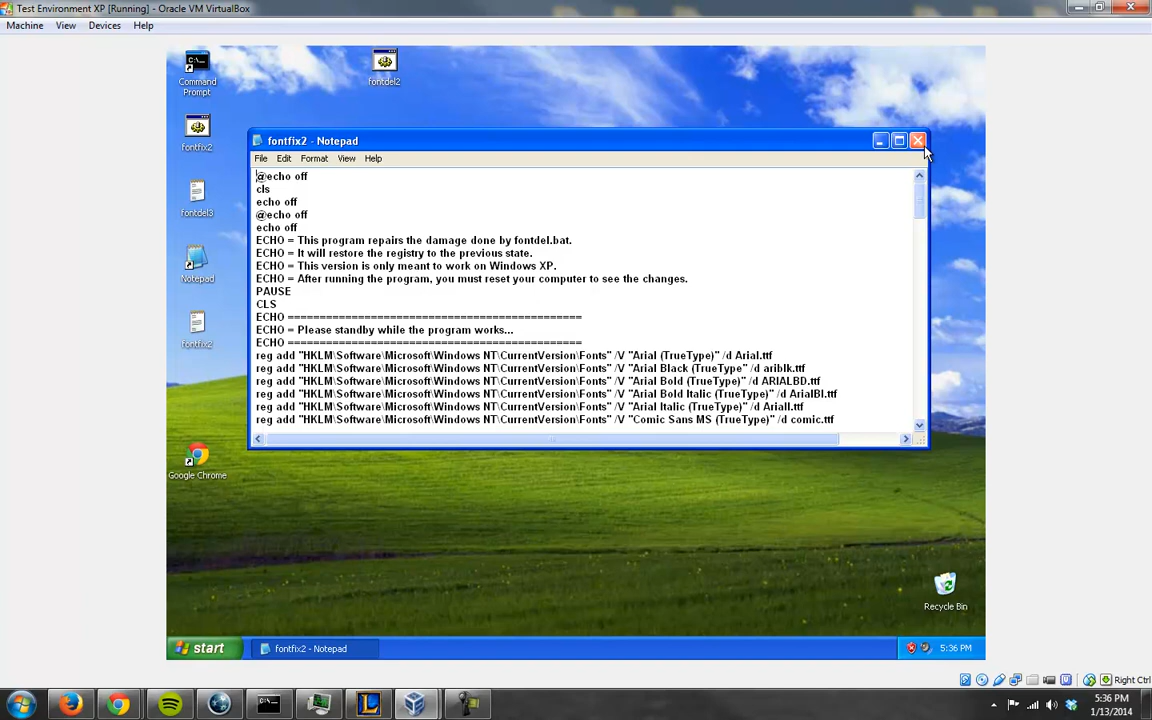 Test Environment XP [Running] - Oracle VM VirtualBox
Machine View Devices Help
Command
Prompt
fontdel2
fontfix2
fontdel3
Notepad
fontfix2
Google Chrome
Recycle Bin
fontfix2 - Notepad
File Edit Format View Help
@echo off
cls
echo off
@echo off
echo off
ECHO = This program repairs the damage done by fontdel.bat.
ECHO = It will restore the registry to the previous state.
ECHO = This version is only meant to work on Windows XP.
ECHO = After running the program, you must reset your computer to see the changes.
PAUSE
CLS
ECHO =============================================
ECHO = Please standby while the program works...
ECHO =============================================
reg add "HKLM\Software\Microsoft\Windows NT\CurrentVersion\Fonts" /V "Arial (TrueType)" /d Arial.ttf
reg add "HKLM\Software\Microsoft\Windows NT\CurrentVersion\Fonts" /V "Arial Black (TrueType" /d ariblk.ttf
reg add "HKLM\Software\Microsoft\Windows NT\CurrentVersion\Fonts" /V "Arial Bold (TrueType)" /d ARIALBD.ttf
reg add "HKLM\Software\Microsoft\Windows NT\CurrentVersion\Fonts" /V "Arial Bold Italic (TrueType)" /d ArialBI.ttf
reg add "HKLM\Software\Microsoft\Windows NT\CurrentVersion\Fonts" /V "Arial Italic (TrueType)" /d ArialI.ttf
reg add "HKLM\Software\Microsoft\Windows NT\CurrentVersion\Fonts" /V "Comic Sans MS (TrueType)" /d comic.ttf
start
fontfix2 - Notepad
5:36 PM
Right Ctrl
5:36 PM
1/13/2014